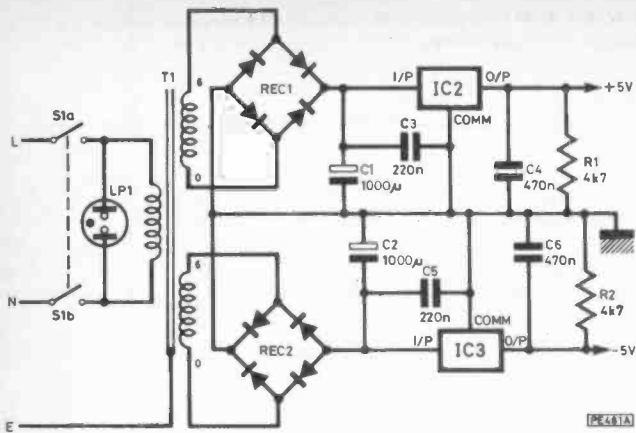 S1a
L
LP1
N
S1b
E
T1
6
0
6
0
REC1
REC2
I/P
IC2
O/P
COMM
+5V
C1
1000µ
C3
220n
C4
470n
R1
4k7
C2
1000µ
C5
220n
C6
470n
R2
4k7
COMM
I/P
IC3
O/P
-5V
PE461A